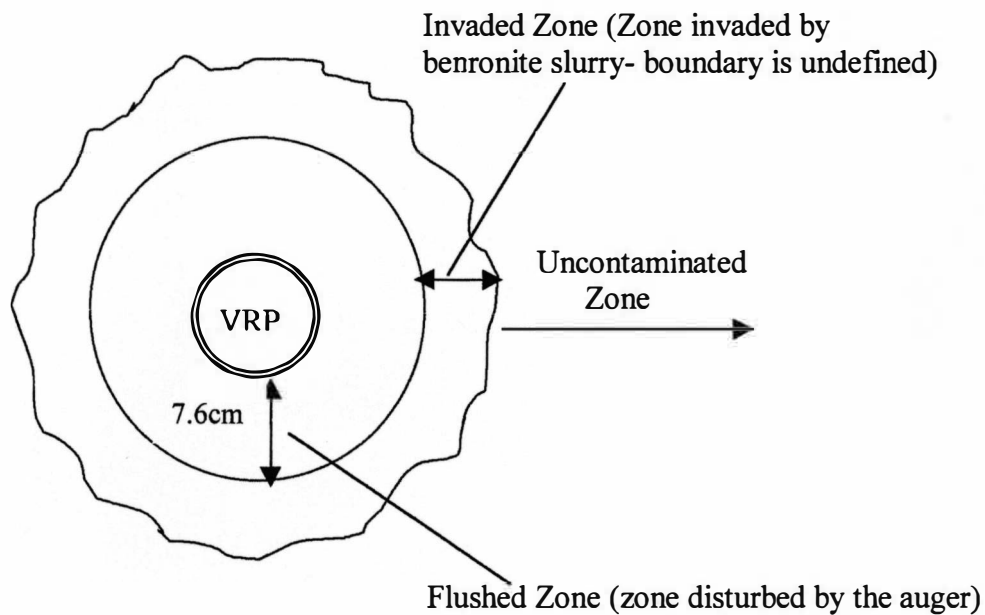 Invaded Zone (Zone invaded by
benronite slurry- boundary is undefined)
Uncontaminated
Zone
VRP
7.6cm
Flushed Zone (zone disturbed by the auger)